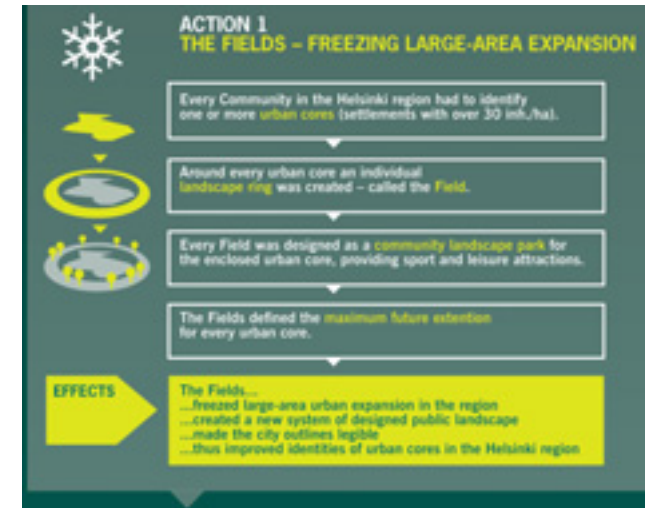 ACTION 1
THE FIELDS – FREEZING LARGE-AREA EXPANSION
Every Community in the Helsinki region had to identify
one or more urban cores (settlements with over 30 inh./ha).
Around every urban core an individual
landscape ring was created – called the Field.
Every Field was designed as a community landscape park for
the enclosed urban core, providing sport and leisure attractions.
The Fields defined the maximum future extention
for every urban core.
EFFECTS
The Fields...
...freezed large-area urban expansion in the region
...created a new system of designed public landscape
...made the city outlines legible
...thus improved identities of urban cores in the Helsinki region